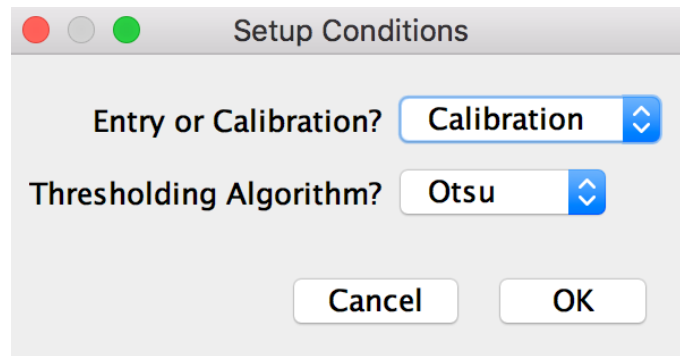 Setup Conditions
Entry or Calibration? Calibration
Thresholding Algorithm? Otsu
Cancel OK